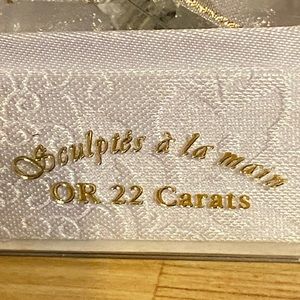 Sculptés à la main
OR 22 Carats